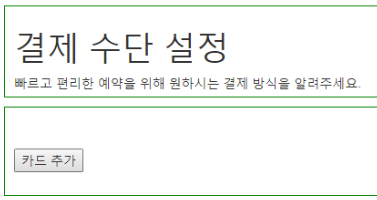 결제 수단 설정
빠르고 편리한 예약을 위해 원하시는 결제 방식을 알려주세요.
카드 추가